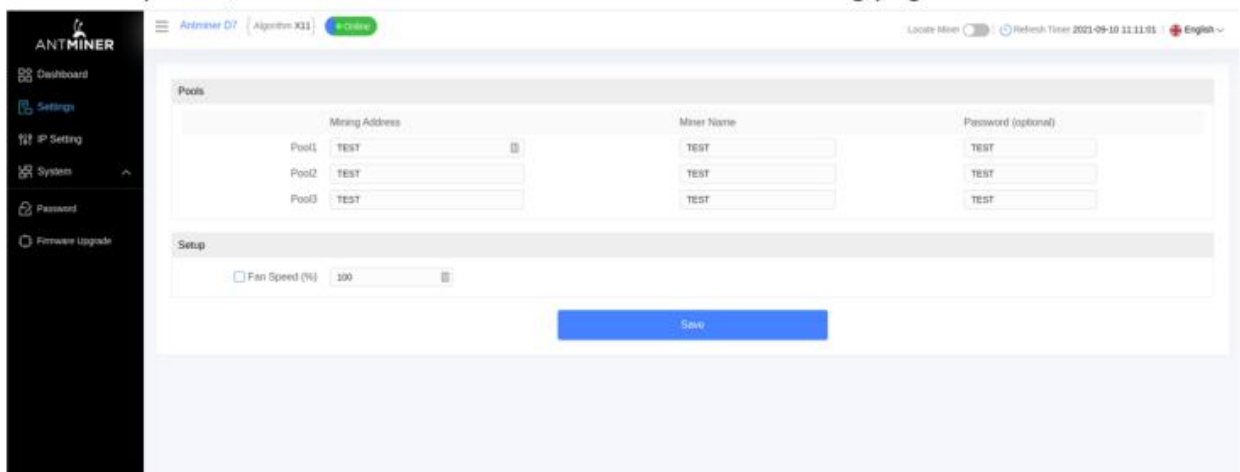 ANTMINER
Antminer D7 Algorithm X11 Online
Locate Miner Refresh Timer 2021-09-10 11:11:01 English
Dashboard
Settings
IP Setting
System
Password
Firmware Upgrade
Pools
Mining Address Miner Name Password (optional)
Pool1 TEST TEST TEST
Pool2 TEST TEST TEST
Pool3 TEST TEST TEST
Setup
Fan Speed (%) 100
Save